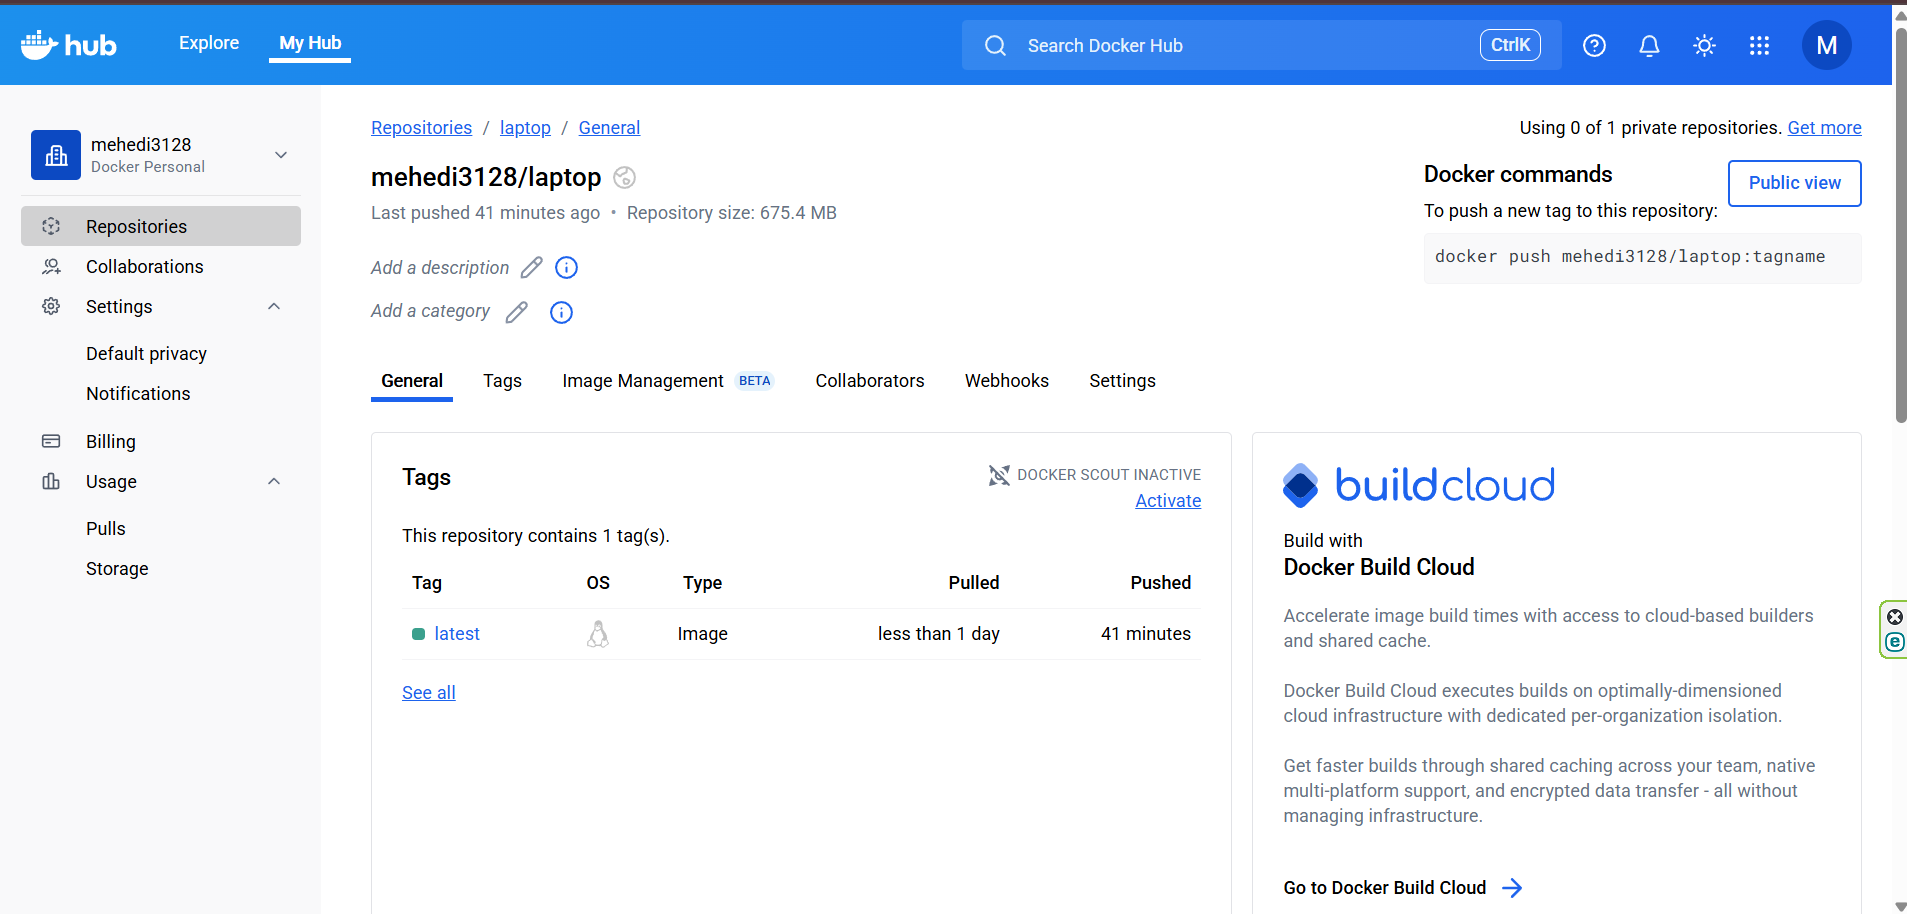 hub
Explore
My Hub
Search Docker Hub
CtrlK
M
mehedi3128
Docker Personal
Repositories
Collaborations
Settings
Default privacy
Notifications
Billing
Usage
Pulls
Storage
Repositories / laptop / General
Using 0 of 1 private repositories. Get more
mehedi3128/laptop
Last pushed 41 minutes ago • Repository size: 675.4 MB
Add a description
Add a category
Docker commands
Public view
To push a new tag to this repository:
docker push mehedi3128/laptop:tagname
General Tags Image Management BETA Collaborators Webhooks Settings
Tags
DOCKER SCOUT INACTIVE
Activate
This repository contains 1 tag(s).
Tag OS Type Pulled Pushed
latest Image less than 1 day 41 minutes
See all
buildcloud
Build with
Docker Build Cloud
Accelerate image build times with access to cloud-based builders
and shared cache.
Docker Build Cloud executes builds on optimally-dimensioned
cloud infrastructure with dedicated per-organization isolation.
Get faster builds through shared caching across your team, native
multi-platform support, and encrypted data transfer - all without
managing infrastructure.
Go to Docker Build Cloud